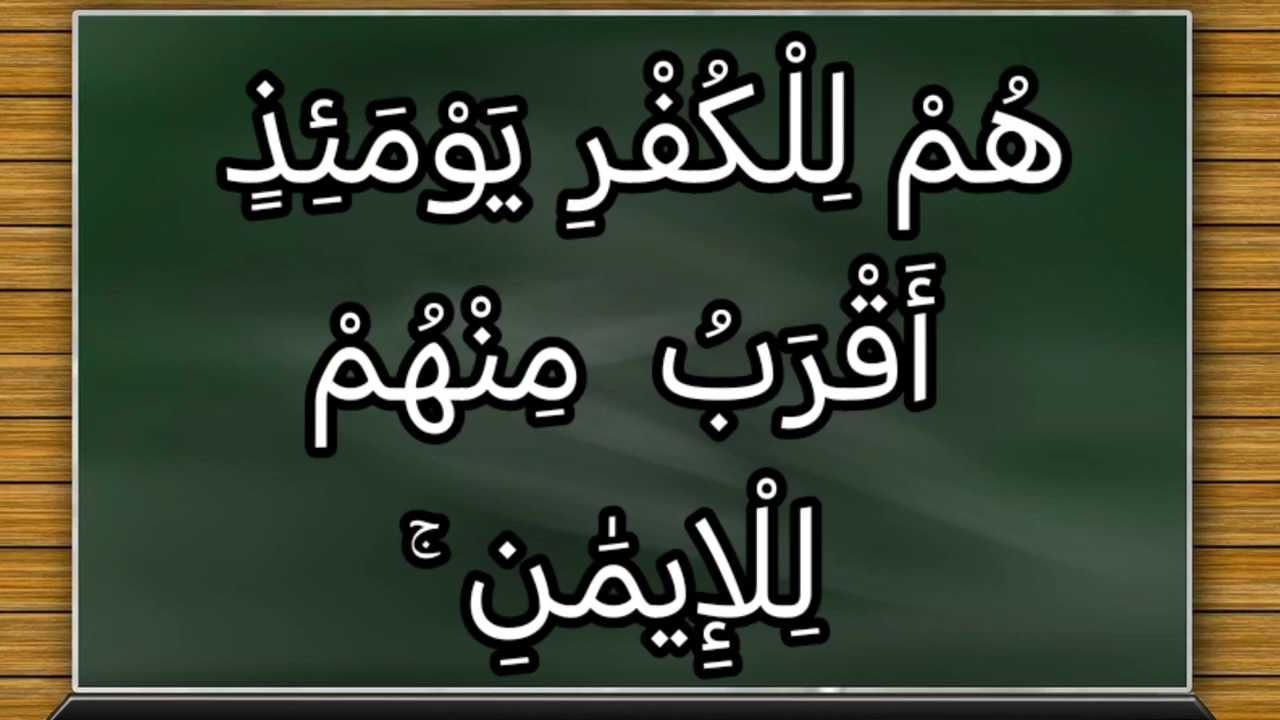 هُمْ لِلْكُفْرِ يَوْمَئِذٍ
أَقْرَبُ مِنْهُمْ
لِلْإِيمَٰنِ ۚ